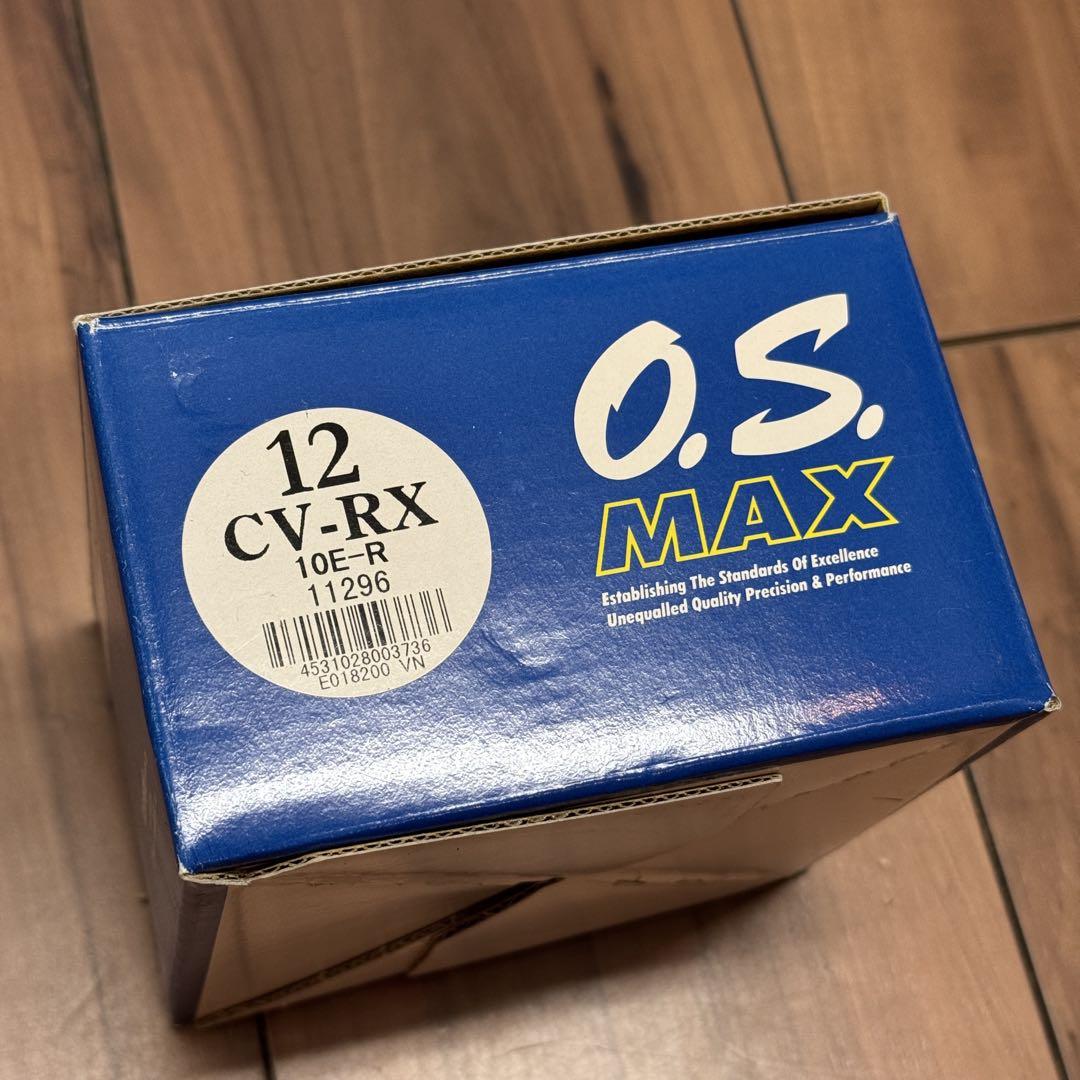 12
CV-RX
10E-R
11296
4531028003736
E018200 VN
O.S.
MAX
Establishing The Standards Of Excellence
Unequalled Quality Precision & Performance